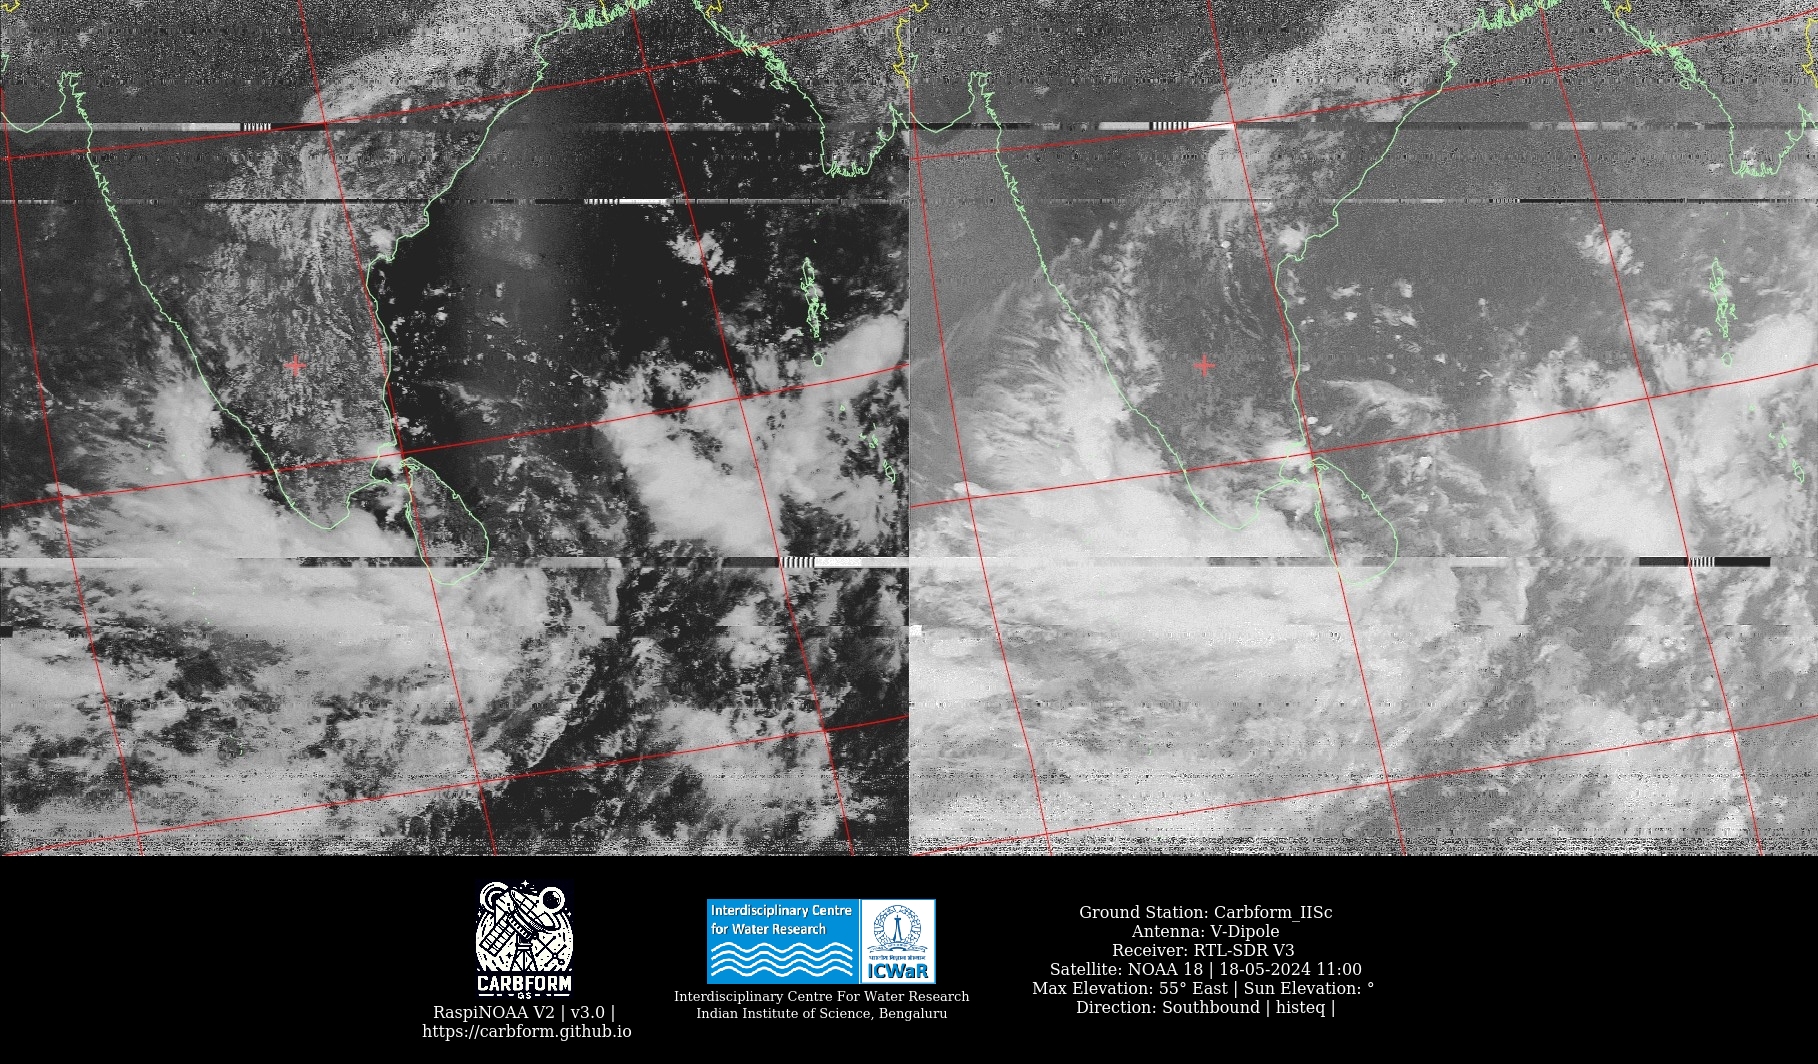 CARBFORM
GS
RaspiNOAA V2 | v3.0 |
https://carbform.github.io
Interdisciplinary Centre
for Water Research
भारतीय विज्ञान संस्थान
ICWaR
Interdisciplinary Centre For Water Research
Indian Institute of Science, Bengaluru
Ground Station: Carbform_IISc
Antenna: V-Dipole
Receiver: RTL-SDR V3
Satellite: NOAA 18 | 18-05-2024 11:00
Max Elevation: 55° East | Sun Elevation: °
Direction: Southbound | histeq |